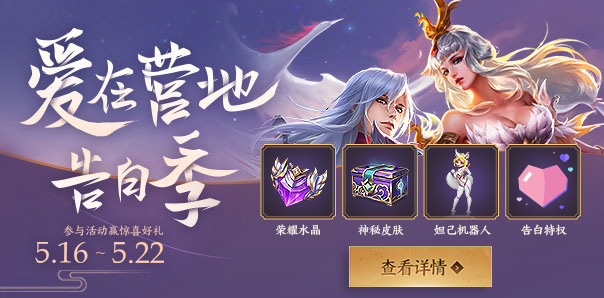 爱在营地
告白季
参与活动赢惊喜好礼
5.16 ~ 5.22
荣耀水晶
神秘皮肤
妲己机器人
告白特权
查看详情